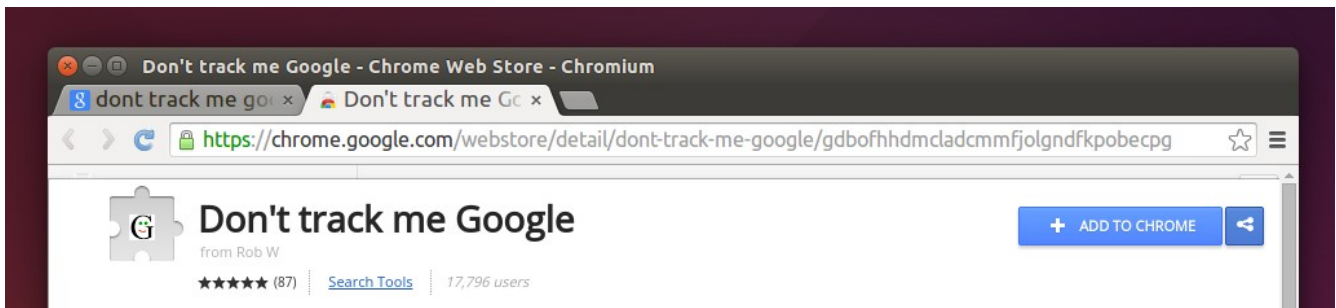 Don't track me Google - Chrome Web Store - Chromium
dont track me go
Don't track me Go
https://chrome.google.com/webstore/detail/dont-track-me-google/gdbofhhdmcladcmmfjolgndfkpobecpg
G
Don't track me Google
ADD TO CHROME
from Rob W
(87) Search Tools 17,796 users